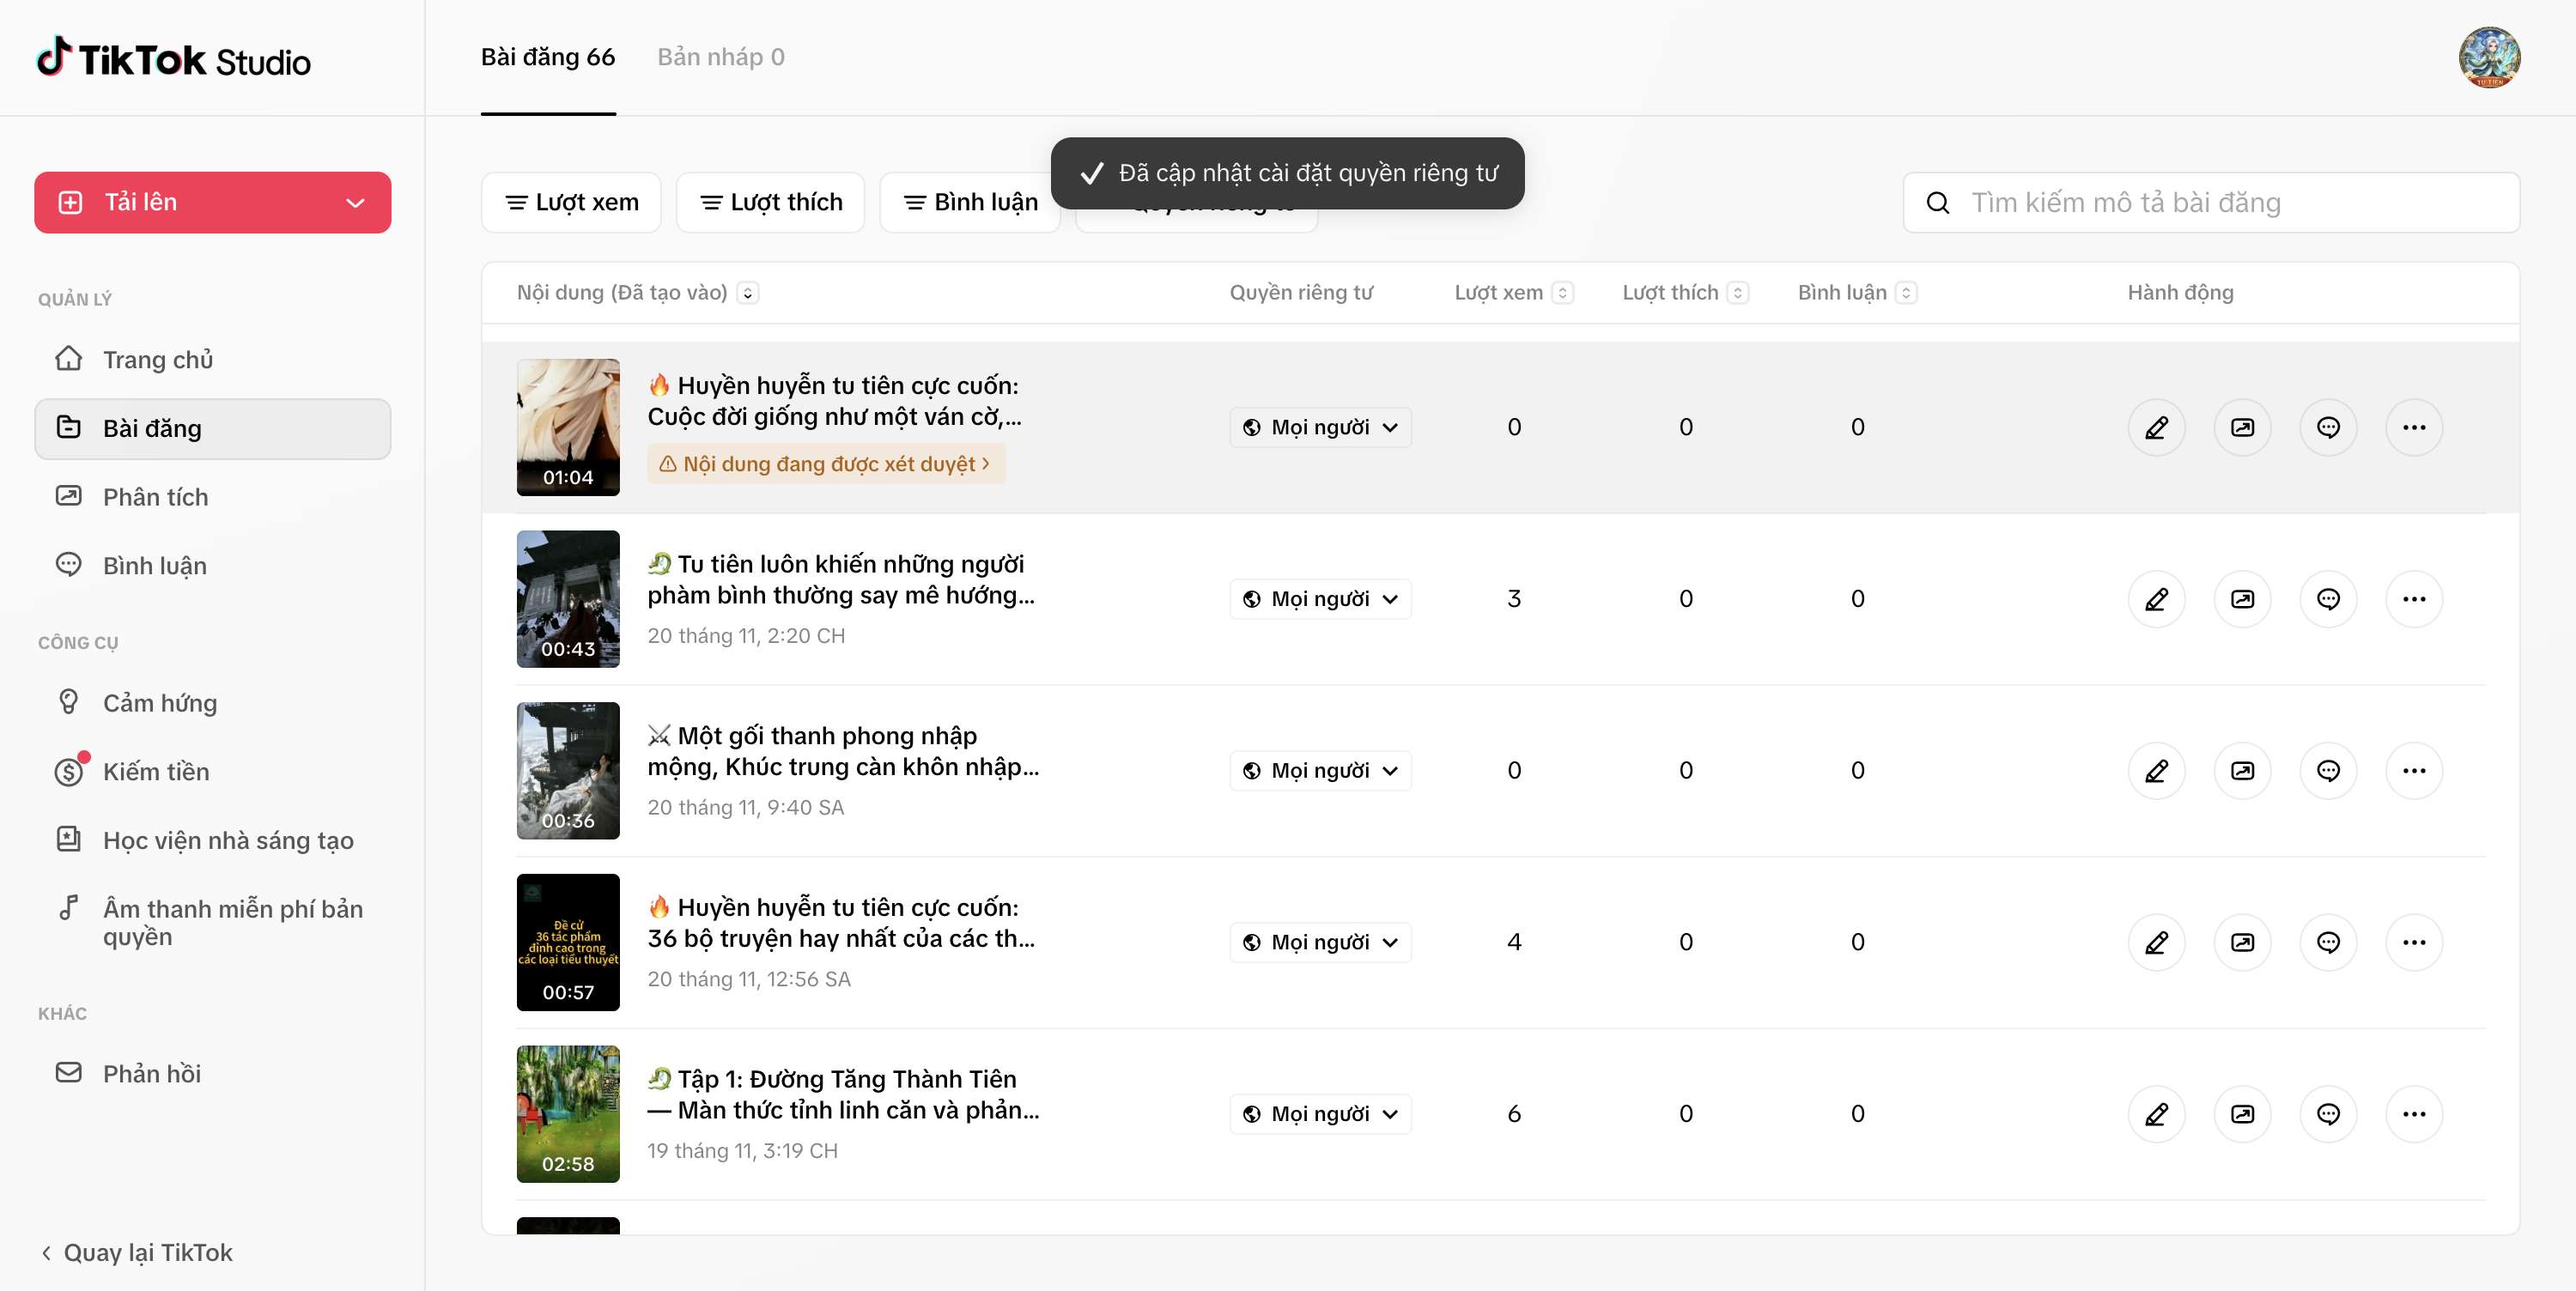 TikTok Studio
Bài đăng 66
Bản nháp 0
TU TIÊN
Tải lên
QUẢN LÝ
Trang chủ
Bài đăng
Phân tích
Bình luận
CÔNG CỤ
Cảm hứng
Kiếm tiền
Học viện nhà sáng tạo
Âm thanh miễn phí bản
quyền
KHÁC
Phản hồi
Quay lại TikTok
Đã cập nhật cài đặt quyền riêng tư
Lượt xem
Lượt thích
Bình luận
Tìm kiếm mô tả bài đăng
Nội dung (Đã tạo vào)
Quyền riêng tư
Lượt xem
Lượt thích
Bình luận
Hành động
01:04
🔥 Huyền huyễn tu tiên cực cuốn:
Cuộc đời giống như một ván cờ,...
Nội dung đang được xét duyệt
Mọi người
0
0
0
00:43
🐉 Tu tiên luôn khiến những người
phàm bình thường say mê hướng...
20 tháng 11, 2:20 CH
Mọi người
3
0
0
00:36
⚔ Một gối thanh phong nhập
mộng, Khúc trung càn khôn nhập...
20 tháng 11, 9:40 SA
Mọi người
0
0
0
Đề cử
36 tác phẩm
đỉnh cao trong
các loại tiểu thuyết
00:57
🔥 Huyền huyễn tu tiên cực cuốn:
36 bộ truyện hay nhất của các th...
20 tháng 11, 12:56 SA
Mọi người
4
0
0
02:58
🐉 Tập 1: Đường Tăng Thành Tiên
— Màn thức tỉnh linh căn và phản...
19 tháng 11, 3:19 CH
Mọi người
6
0
0